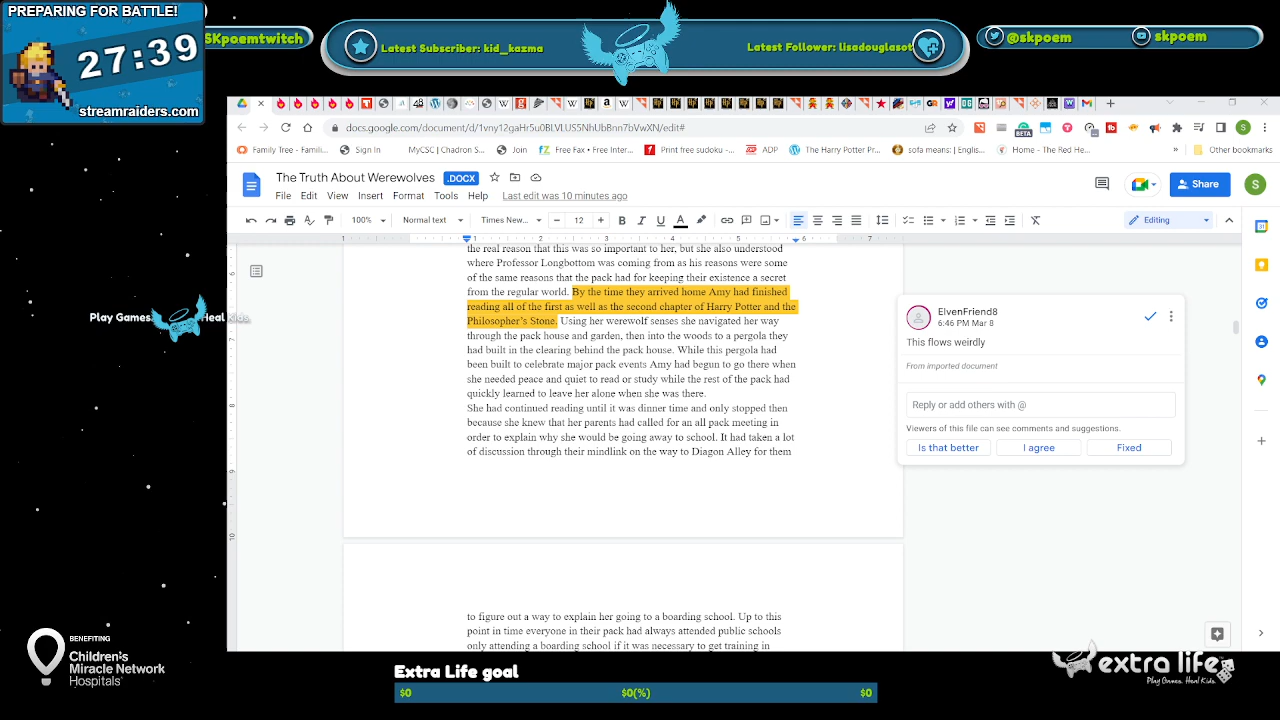 PREPARING FOR BATTLE!
27:39
streamraiders.com
SKpoemtwitch
Latest Subscriber: kid_kazma
Latest Follower: lisadouglasot
@skpoem
skpoem
docs.google.com/document/d/1vny12gaHr5u0BLVLUS5NhUbBnn7bVwXN/edit#
BETA
Family Tree - Famili...
Sign In
MyCSC | Chadron S...
Join
Free Fax • Free Inter...
Print free sudoku -...
ADP
The Harry Potter Pr...
sofa means: | Englis...
Home - The Red He...
»
Other bookmarks
The Truth About Werewolves
.DOCX
File Edit View Insert Format Tools Help
Last edit was 10 minutes ago
Share
S
100%
Normal text
Times New...
12
B I U A
Editing
1 1 2 3 4 5 6 7
the real reason that this was so important to her, but she also understood
where Professor Longbottom was coming from as his reasons were some
of the same reasons that the pack had for keeping their existence a secret
from the regular world. By the time they arrived home Amy had finished
reading all of the first as well as the second chapter of Harry Potter and the
Philosopher's Stone. Using her werewolf senses she navigated her way
through the pack house and garden, then into the woods to a pergola they
had built in the clearing behind the pack house. While this pergola had
been built to celebrate major pack events Amy had begun to go there when
she needed peace and quiet to read or study while the rest of the pack had
quickly learned to leave her alone when she was there.
She had continued reading until it was dinner time and only stopped then
because she knew that her parents had called for an all pack meeting in
order to explain why she would be going away to school. It had taken a lot
of discussion through their mindlink on the way to Diagon Alley for them
to figure out a way to explain her going to a boarding school. Up to this
point in time everyone in their pack had always attended public schools
only attending a boarding school if it was necessary to get training in
ElvenFriend8
6:46 PM Mar 8
This flows weirdly
From imported document
Reply or add others with @
Viewers of this file can see comments and suggestions.
Is that better
I agree
Fixed
Play Games. Heal Kids.
BENEFITING
Children's
Miracle Network
Hospitals
Extra Life goal
$0
$0(%)
$0
extra life
Play Games. Heal Kids.